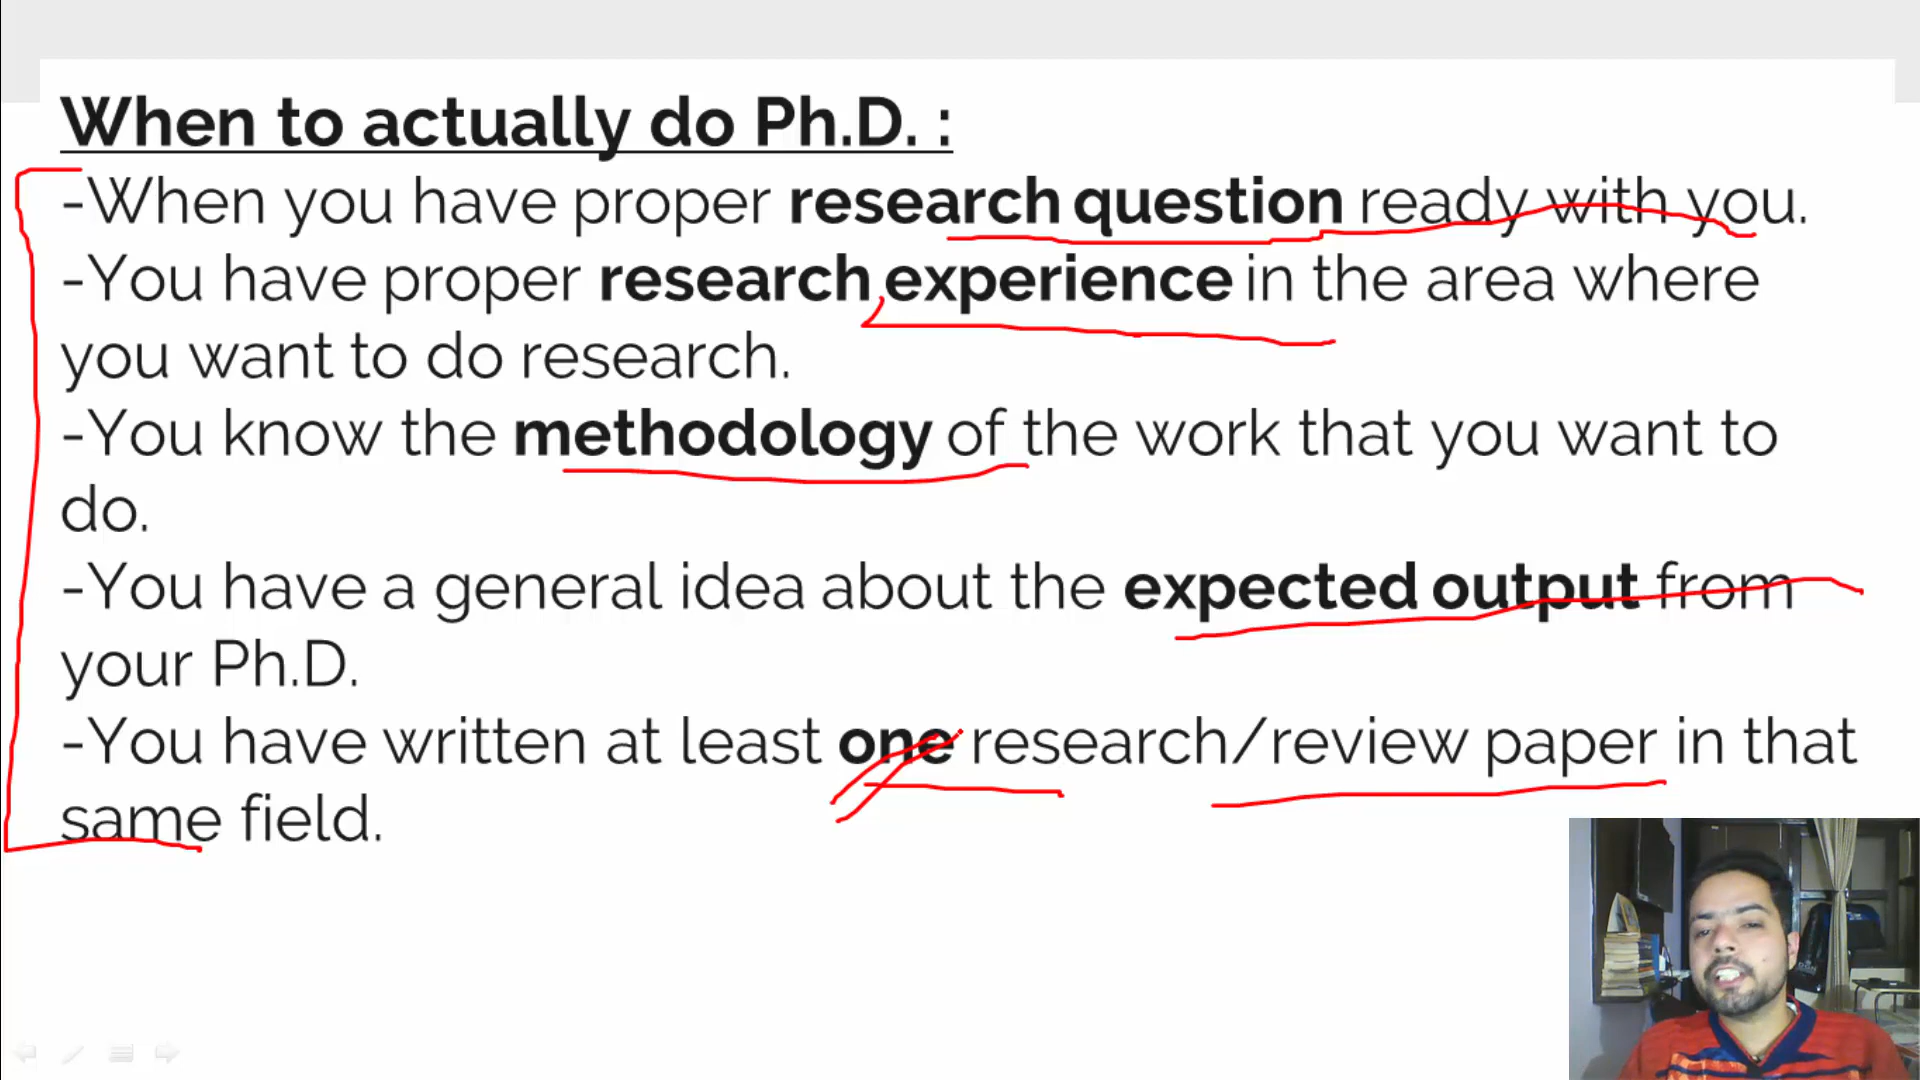 When to actually do Ph.D. :
-When you have proper research question ready with you.
-You have proper research experience in the area where
you want to do research.
-You know the methodology of the work that you want to
do.
-You have a general idea about the expected output from
your Ph.D.
-You have written at least one research/review paper in that
same field.